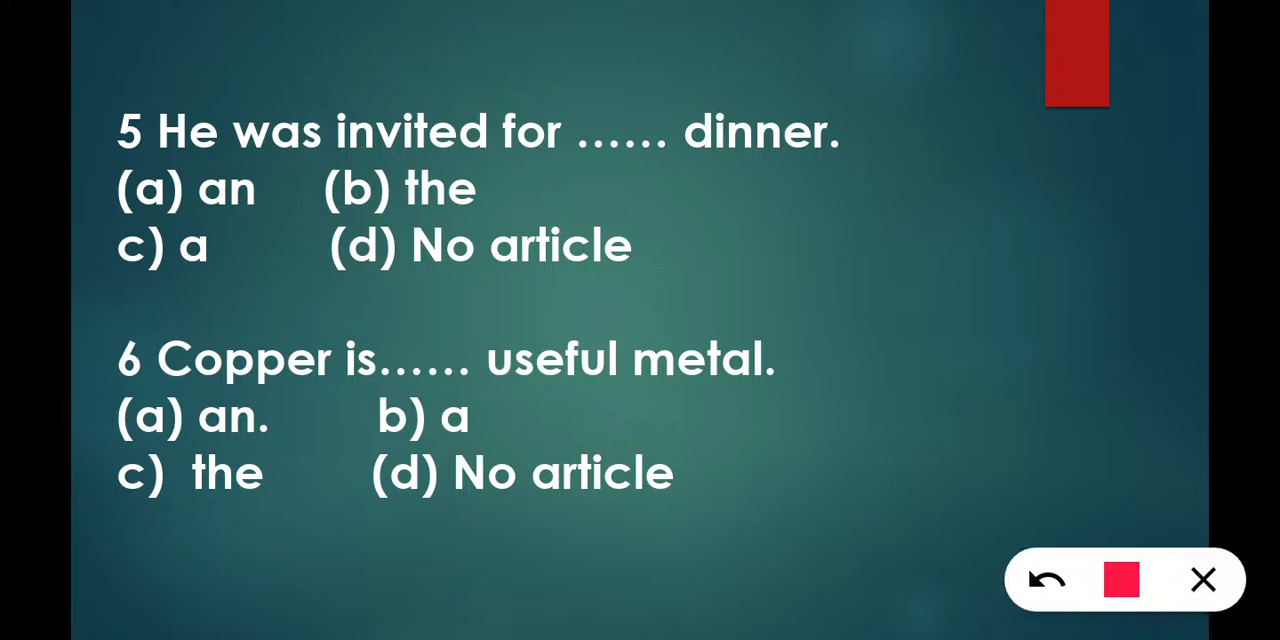 5 He was invited for ...... dinner.
(a) an (b) the
c) a (d) No article
6 Copper is...... useful metal.
(a) an. b) a
c) the (d) No article